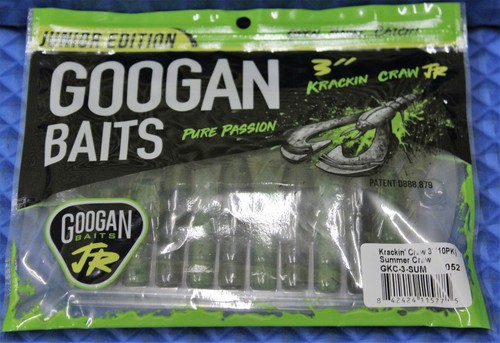 JUNIOR EDITION
GOOGAN
BAITS
PURE PASSION
3"
KRACKIN CRAW JR
PATENT D888,879
GOOGAN
BAITS
JR
Krackin' Craw 3" (10PK)
Summer Craw
GKC-3-SUM 052